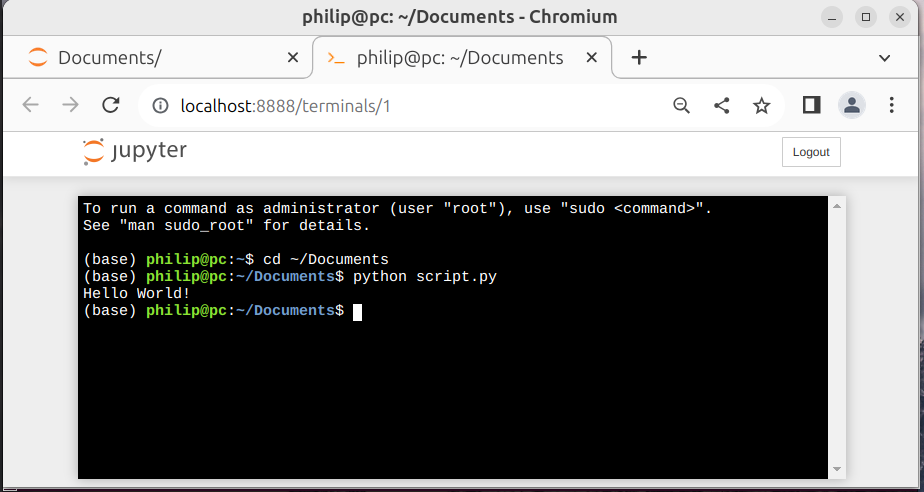 philip@pc: ~/Documents - Chromium
Documents/
philip@pc: ~/Documents
localhost:8888/terminals/1
jupyter
Logout
To run a command as administrator (user "root"), use "sudo <command>".
See "man sudo_root" for details.
(base) philip@pc:~$ cd ~/Documents
(base) philip@pc:~/Documents$ python script.py
Hello World!
(base) philip@pc:~/Documents$